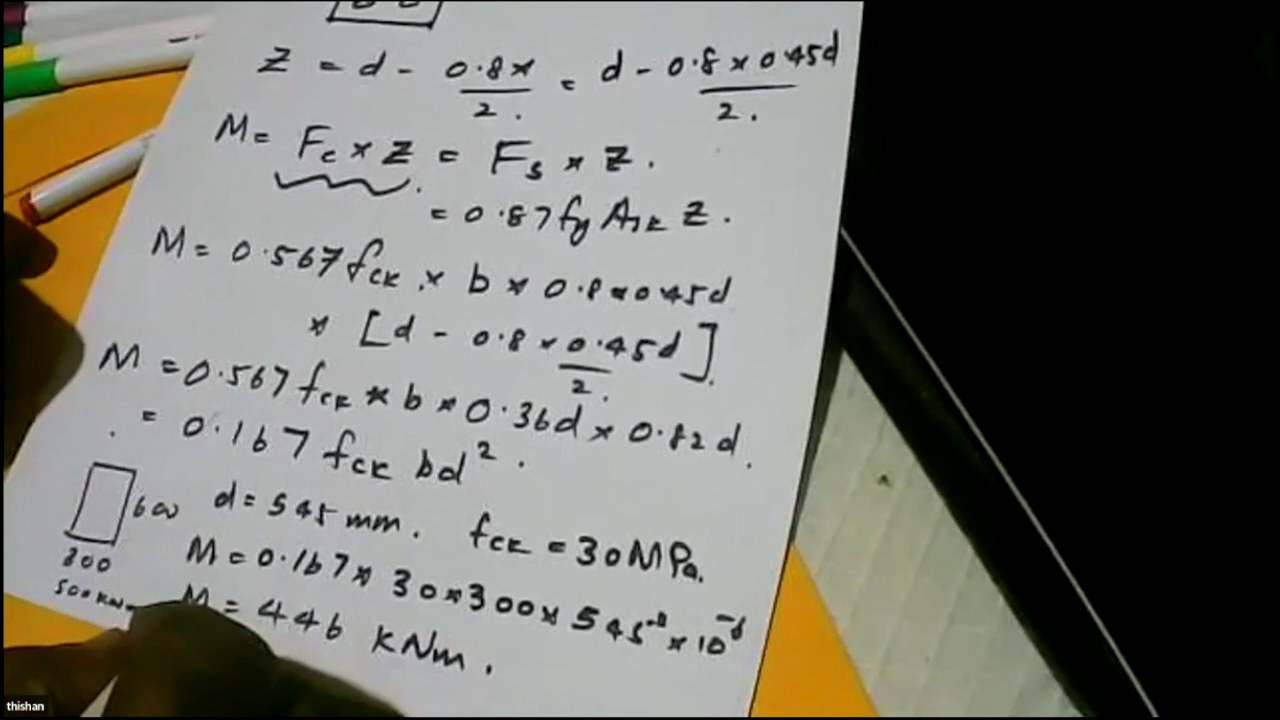 Z = d - 0.8x/2. = d - 0.8 x 0.45d/2.
M = Fc x Z = Fs x Z.
= 0.87 fy Ask Z.
M = 0.567 fck x b x 0.8 x 0.45d
x [d - 0.8 x 0.45d/2.].
M = 0.567 fck x b x 0.36d x 0.82d.
= 0.167 fck bd².
600 d = 545 mm. fck = 30 MPa.
300 M = 0.167 x 30 x 300 x 545² x 10⁻⁶
M = 446 kNm.
thishan